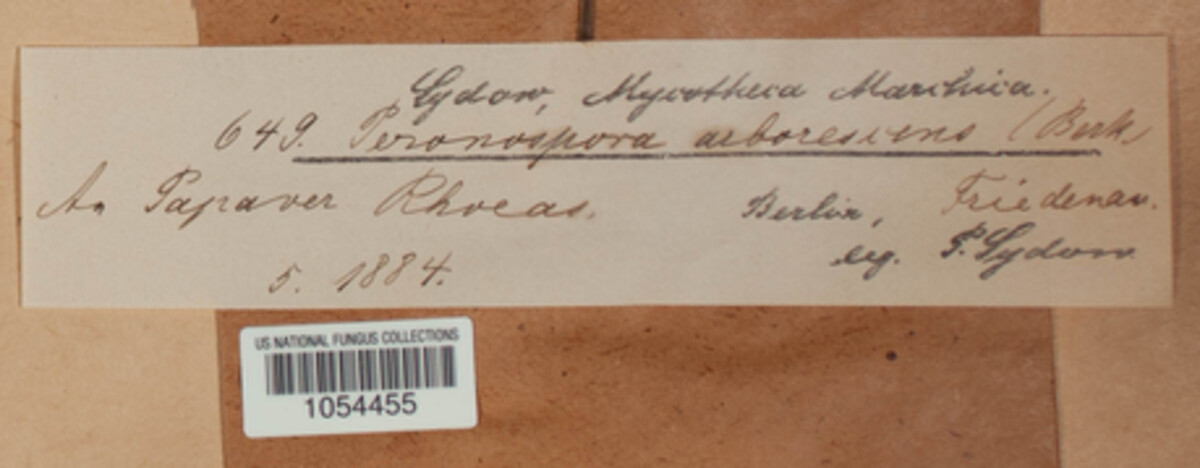 Sydow, Mycotheca Marchica.
649. Peronospora arborescens (Berk)
An Papaver Rhoeas. Berlin, Friedenau.
5. 1884. leg. P. Sydow
US NATIONAL FUNGUS COLLECTIONS
1054455